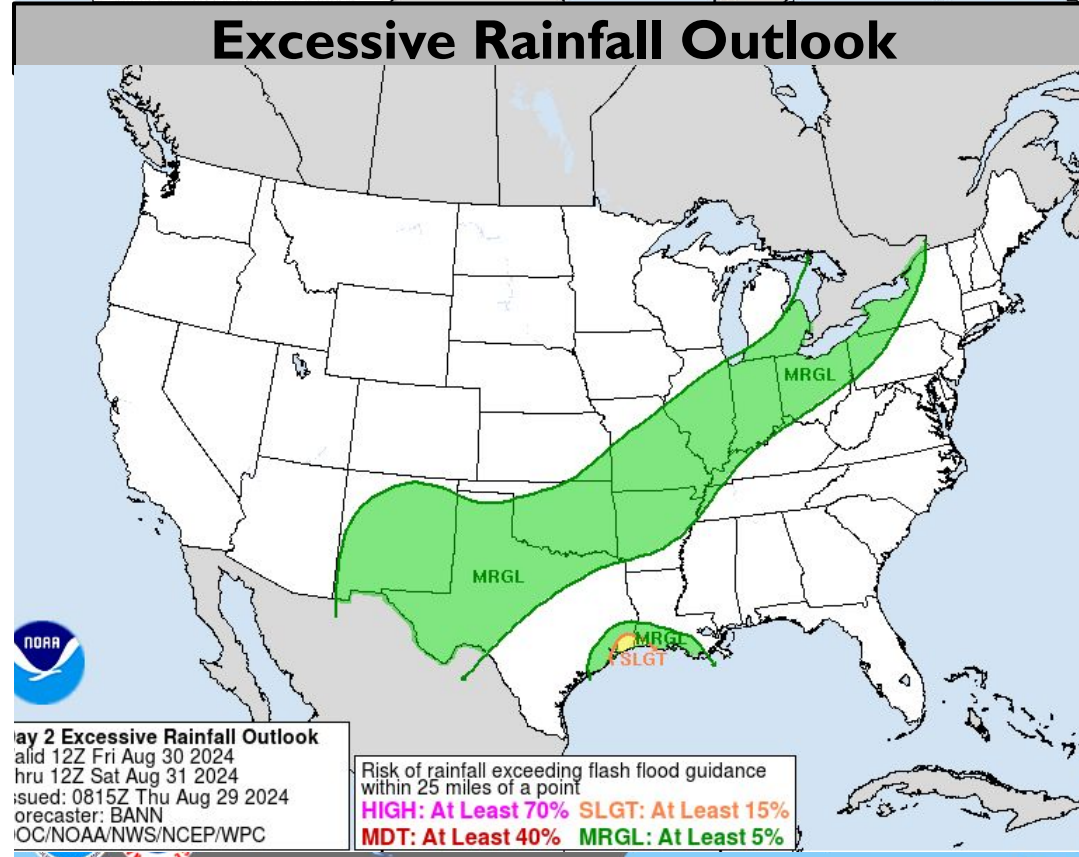 Excessive Rainfall Outlook
MRGL
MRGL
MRGL
SLGT
NOAA
ay 2 Excessive Rainfall Outlook
alid 12Z Fri Aug 30 2024
hru 12Z Sat Aug 31 2024
ssued: 0815Z Thu Aug 29 2024
orecaster: BANN
DOC/NOAA/NWS/NCEP/WPC
Risk of rainfall exceeding flash flood guidance
within 25 miles of a point
HIGH: At Least 70% SLGT: At Least 15%
MDT: At Least 40% MRGL: At Least 5%